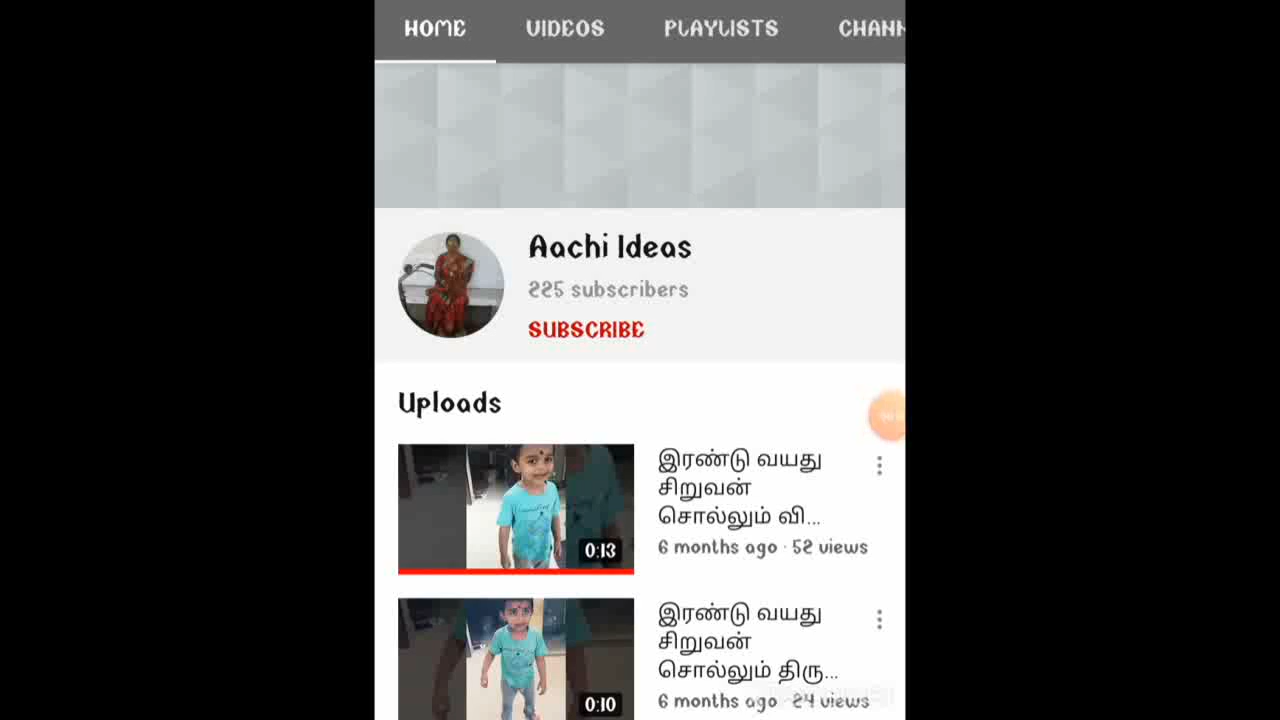 HOME VIDEOS PLAYLISTS CHANN
Aachi Ideas
225 subscribers
SUBSCRIBE
Uploads
இரண்டு வயது
சிறுவன்
சொல்லும் வி...
6 months ago · 52 views
0:13
இரண்டு வயது
சிறுவன்
சொல்லும் திரு...
6 months ago · 24 views
0:10